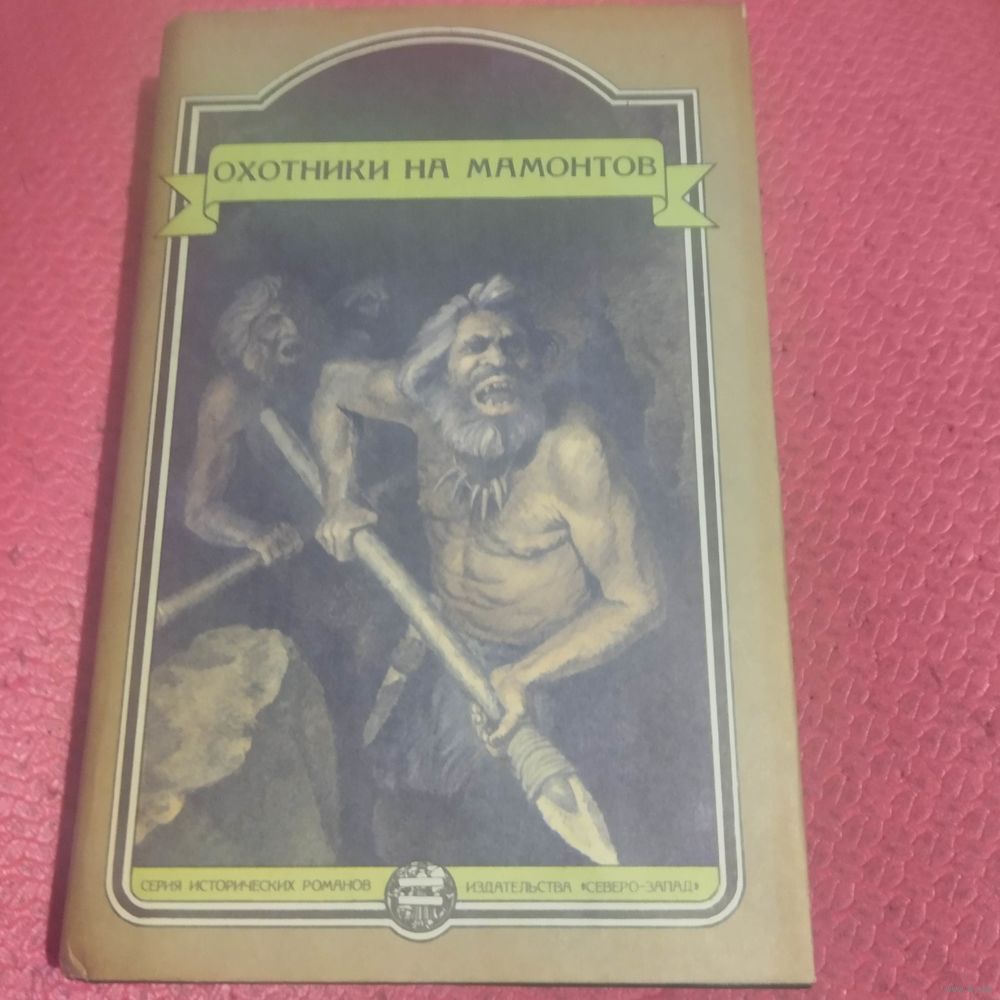 ОХОТНИКИ НА МАМОНТОВ
СЕРИЯ ИСТОРИЧЕСКИХ РОМАНОВ ИЗДАТЕЛЬСТВА «СЕВЕРО-ЗАПАД»